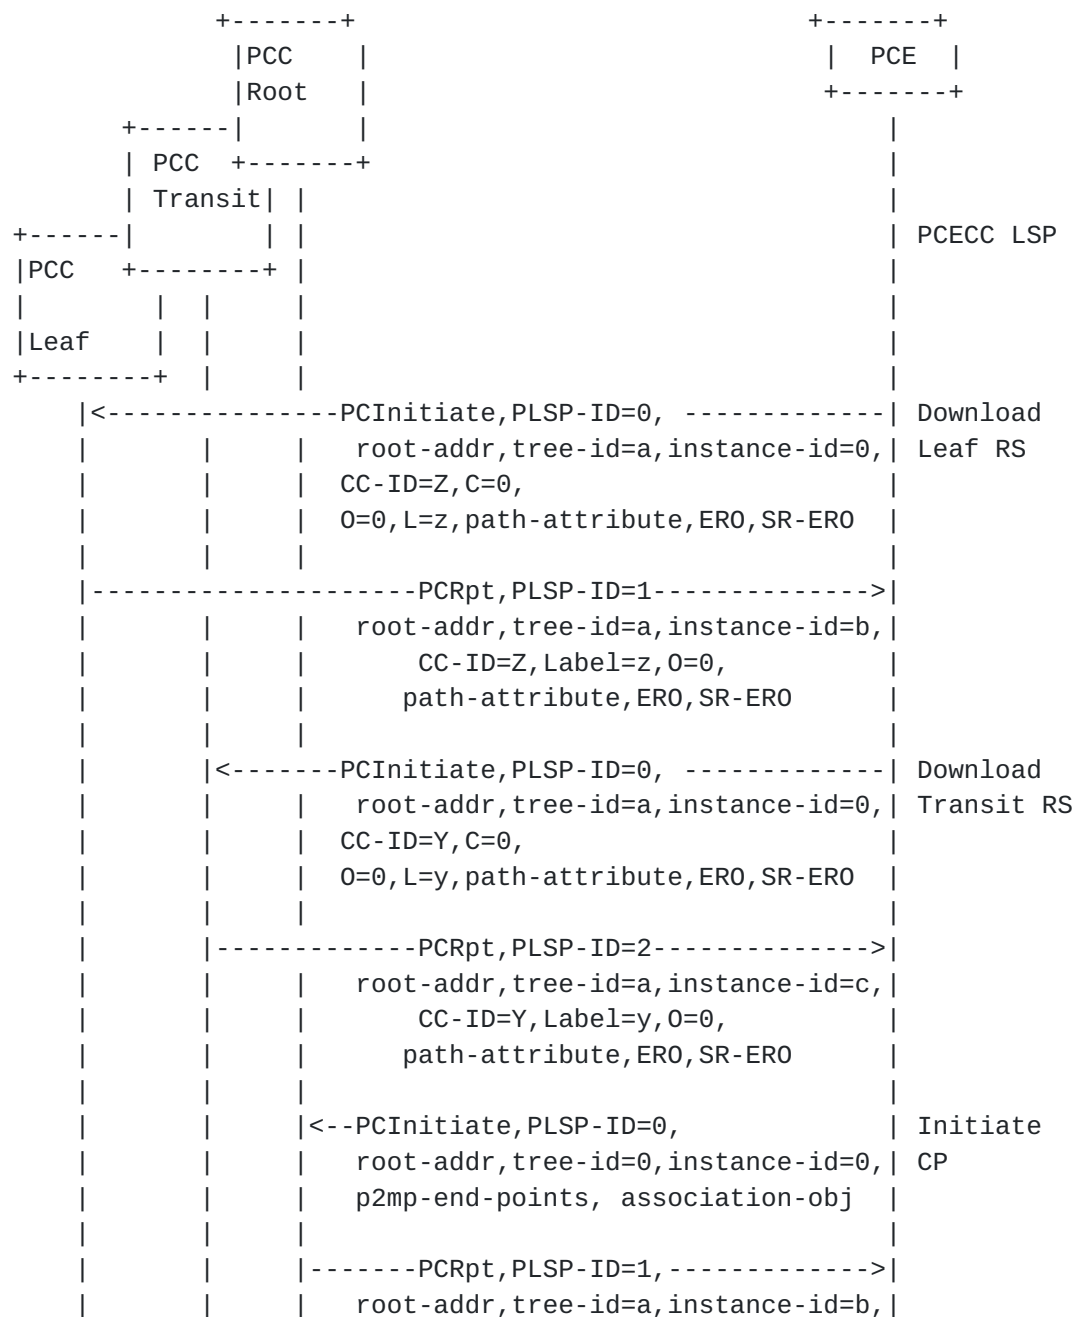 +-------+                             +-------+
              |PCC    |                             |  PCE  |
              |Root   |                             +-------+
       +------|       |                                 |
       | PCC  +-------+                                 |
       | Transit| |                                     |
+------|        | |                                     | PCECC LSP
|PCC   +--------+ |                                     |
|        |  |     |                                     |
|Leaf    |  |     |                                     |
+--------+  |     |                                     |
    |<---------------PCInitiate,PLSP-ID=0, -------------| Download
    |       |     |   root-addr,tree-id=a,instance-id=0,| Leaf RS
    |       |     |  CC-ID=Z,C=0,                       |
    |       |     |  O=0,L=z,path-attribute,ERO,SR-ERO  |
    |       |     |                                     |
    |---------------------PCRpt,PLSP-ID=1-------------->|
    |       |     |   root-addr,tree-id=a,instance-id=b,|
    |       |     |       CC-ID=Z,Label=z,O=0,          |
    |       |     |      path-attribute,ERO,SR-ERO      |
    |       |     |                                     |
    |       |<-------PCInitiate,PLSP-ID=0, -------------| Download
    |       |     |   root-addr,tree-id=a,instance-id=0,| Transit RS
    |       |     |  CC-ID=Y,C=0,                       |
    |       |     |  O=0,L=y,path-attribute,ERO,SR-ERO  |
    |       |     |                                     |
    |       |-------------PCRpt,PLSP-ID=2-------------->|
    |       |     |   root-addr,tree-id=a,instance-id=c,|
    |       |     |       CC-ID=Y,Label=y,O=0,          |
    |       |     |      path-attribute,ERO,SR-ERO      |
    |       |     |                                     |
    |       |     |<--PCInitiate,PLSP-ID=0,             | Initiate
    |       |     |   root-addr,tree-id=0,instance-id=0,| CP
    |       |     |   p2mp-end-points, association-obj  |
    |       |     |                                     |
    |       |     |-------PCRpt,PLSP-ID=1,------------->|
    |       |     |   root-addr,tree-id=a,instance-id=b,|